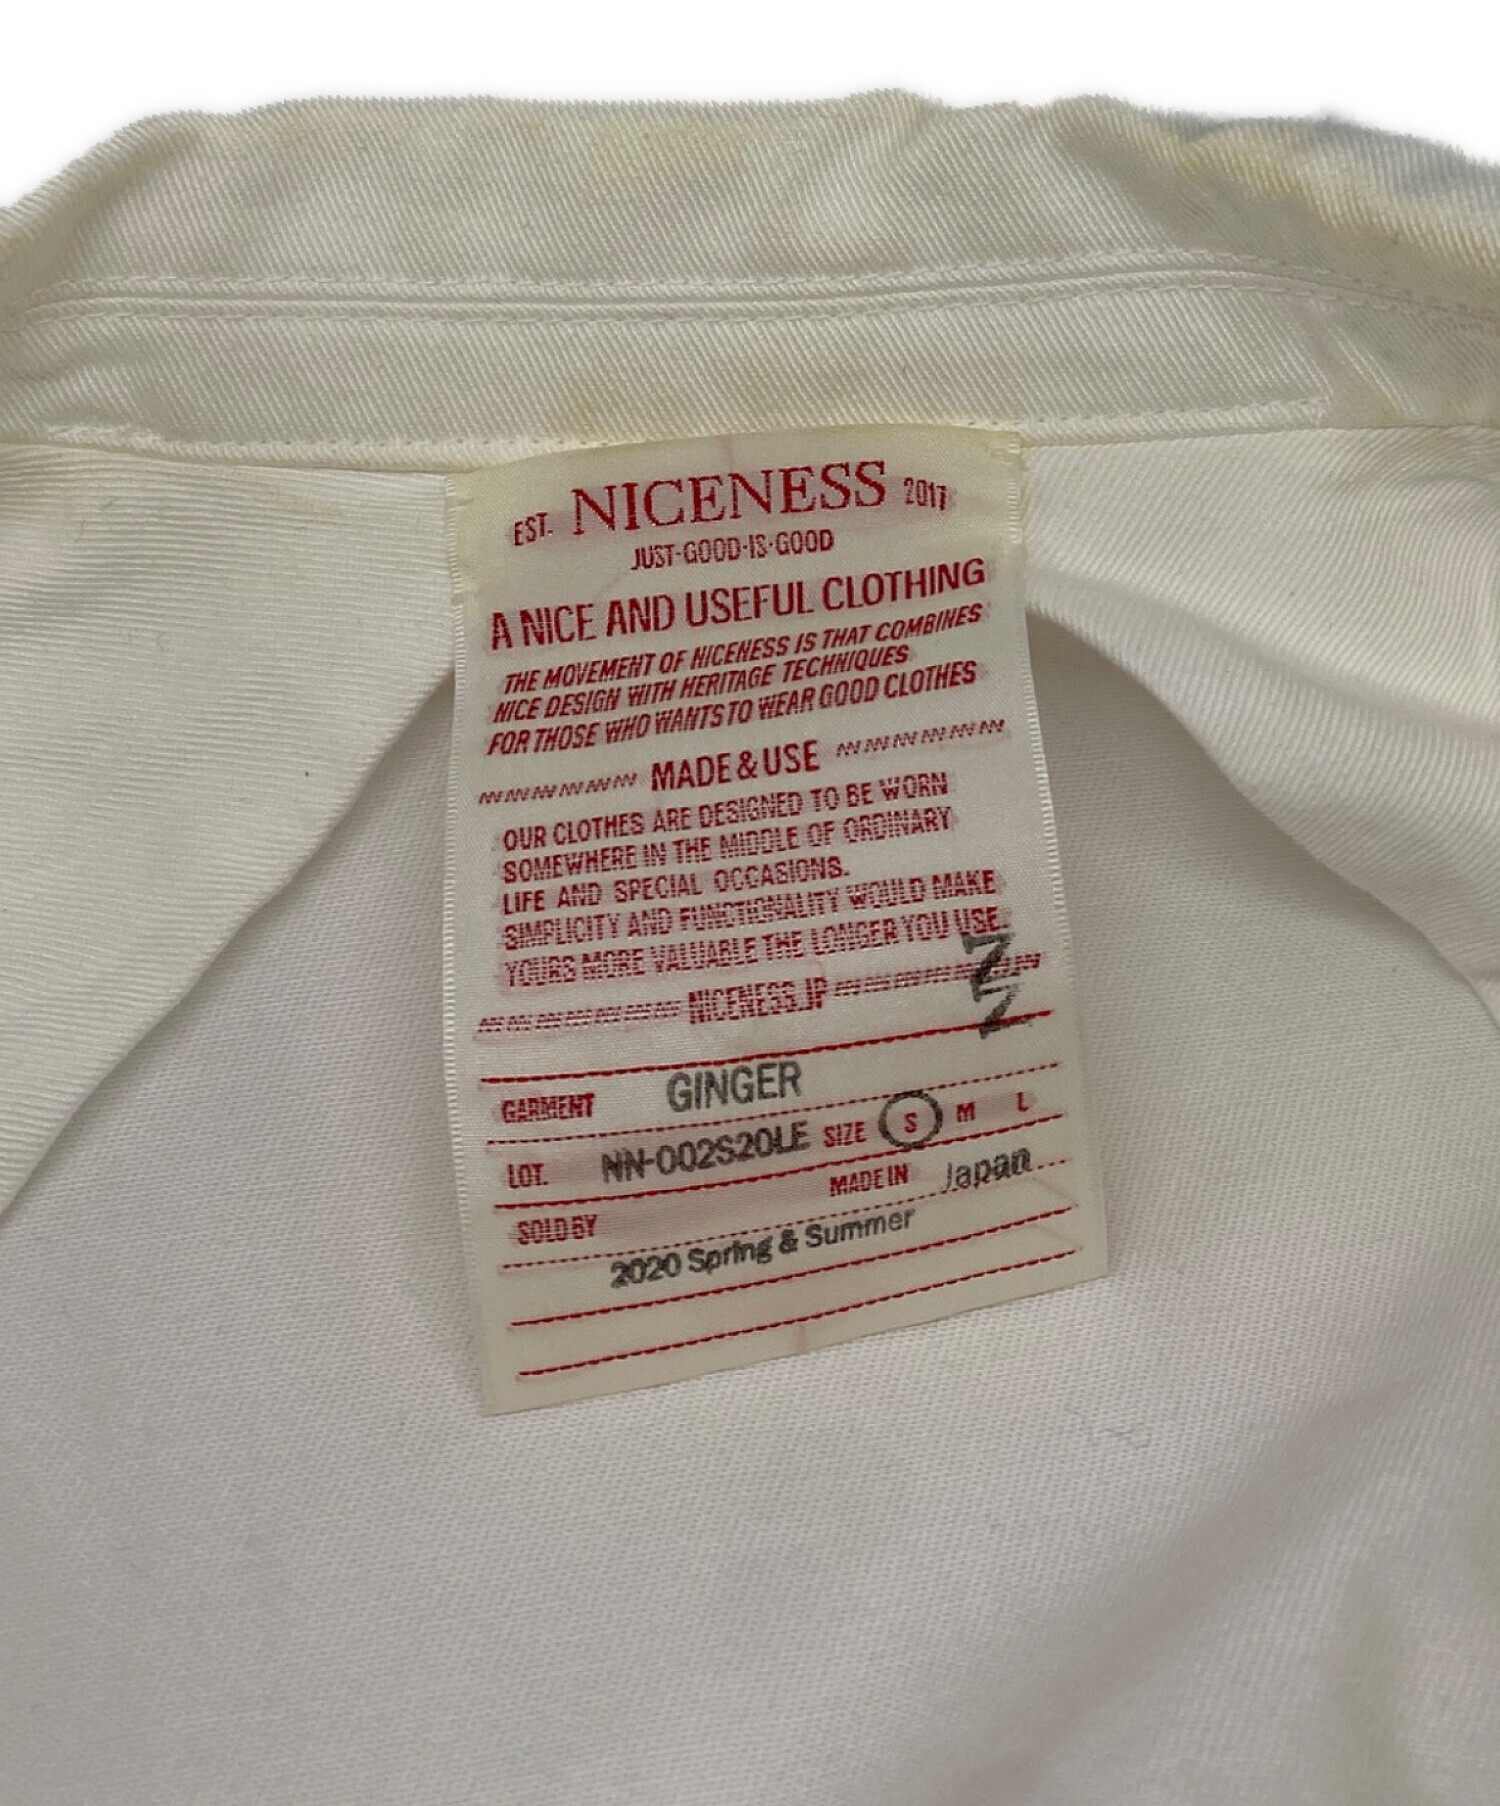 EST. NICENESS 2017
JUST·GOOD·IS·GOOD
A NICE AND USEFUL CLOTHING
THE MOVEMENT OF NICENESS IS THAT COMBINES
NICE DESIGN WITH HERITAGE TECHNIQUES
FOR THOSE WHO WANTS TO WEAR GOOD CLOTHES
MADE & USE
OUR CLOTHES ARE DESIGNED TO BE WORN
SOMEWHERE IN THE MIDDLE OF ORDINARY
LIFE AND SPECIAL OCCASIONS.
SIMPLICITY AND FUNCTIONALITY WOULD MAKE
YOURS MORE VALUABLE THE LONGER YOU USE.
NICENESS.JP
GARMENT GINGER
LOT. NN-002S20LE SIZE S M L
SOLD BY MADE IN Japan
2020 Spring & Summer